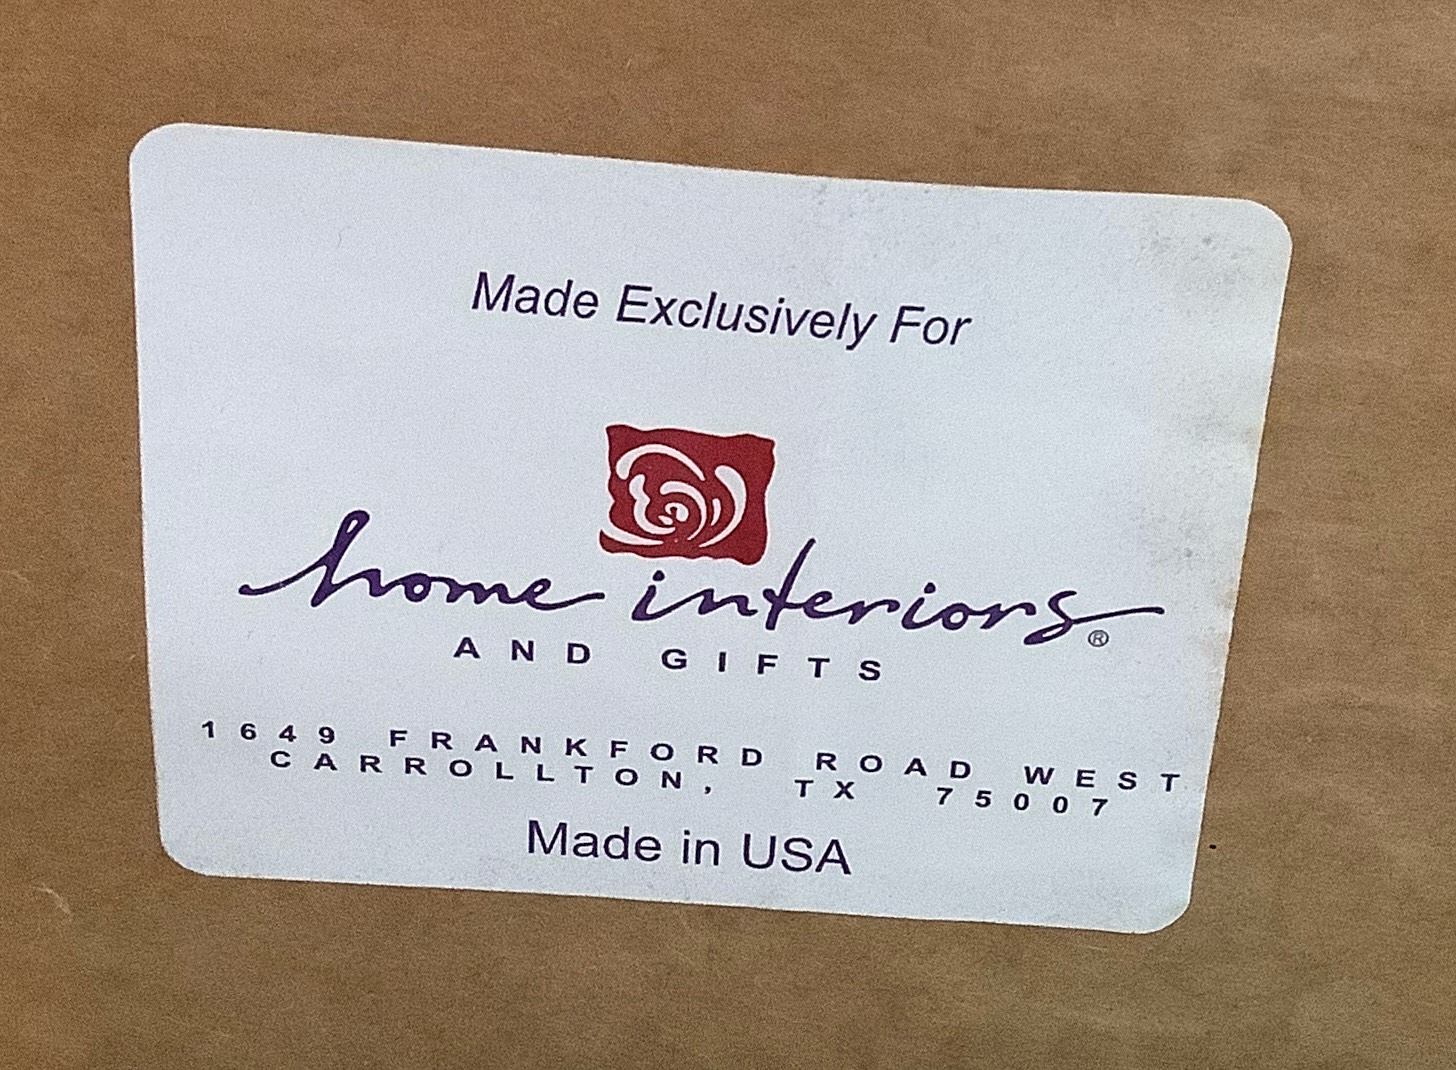 Made Exclusively For
home interiors®
AND GIFTS
1649 FRANKFORD ROAD WEST
CARROLLTON, TX 75007
Made in USA